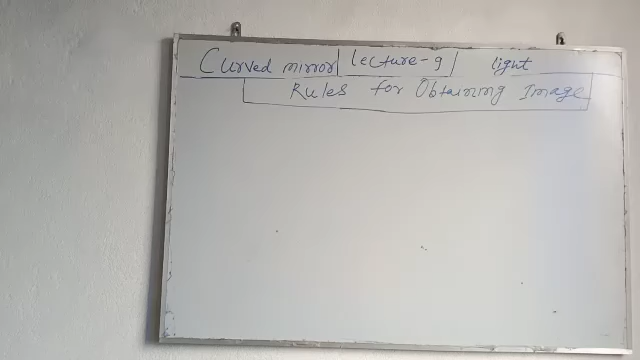 Curved mirror | Lecture-9 | light
Rules for Obtaining Image